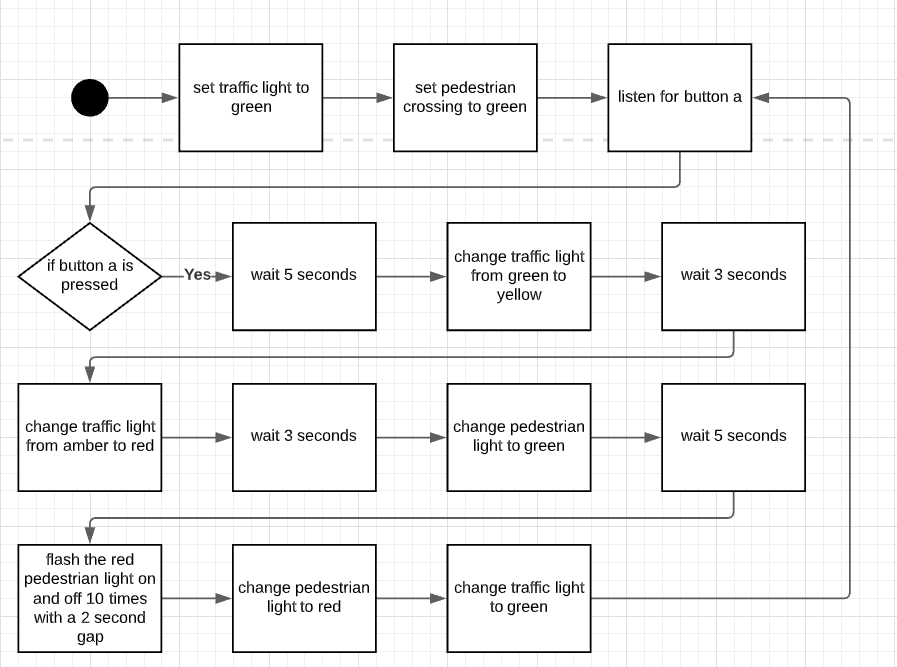 set traffic light to
green
set pedestrian
crossing to green
listen for button a
if button a is
pressed
Yes
wait 5 seconds
change traffic light
from green to
yellow
wait 3 seconds
change traffic light
from amber to red
wait 3 seconds
change pedestrian
light to green
wait 5 seconds
flash the red
pedestrian light on
and off 10 times
with a 2 second
gap
change pedestrian
light to red
change traffic light
to green